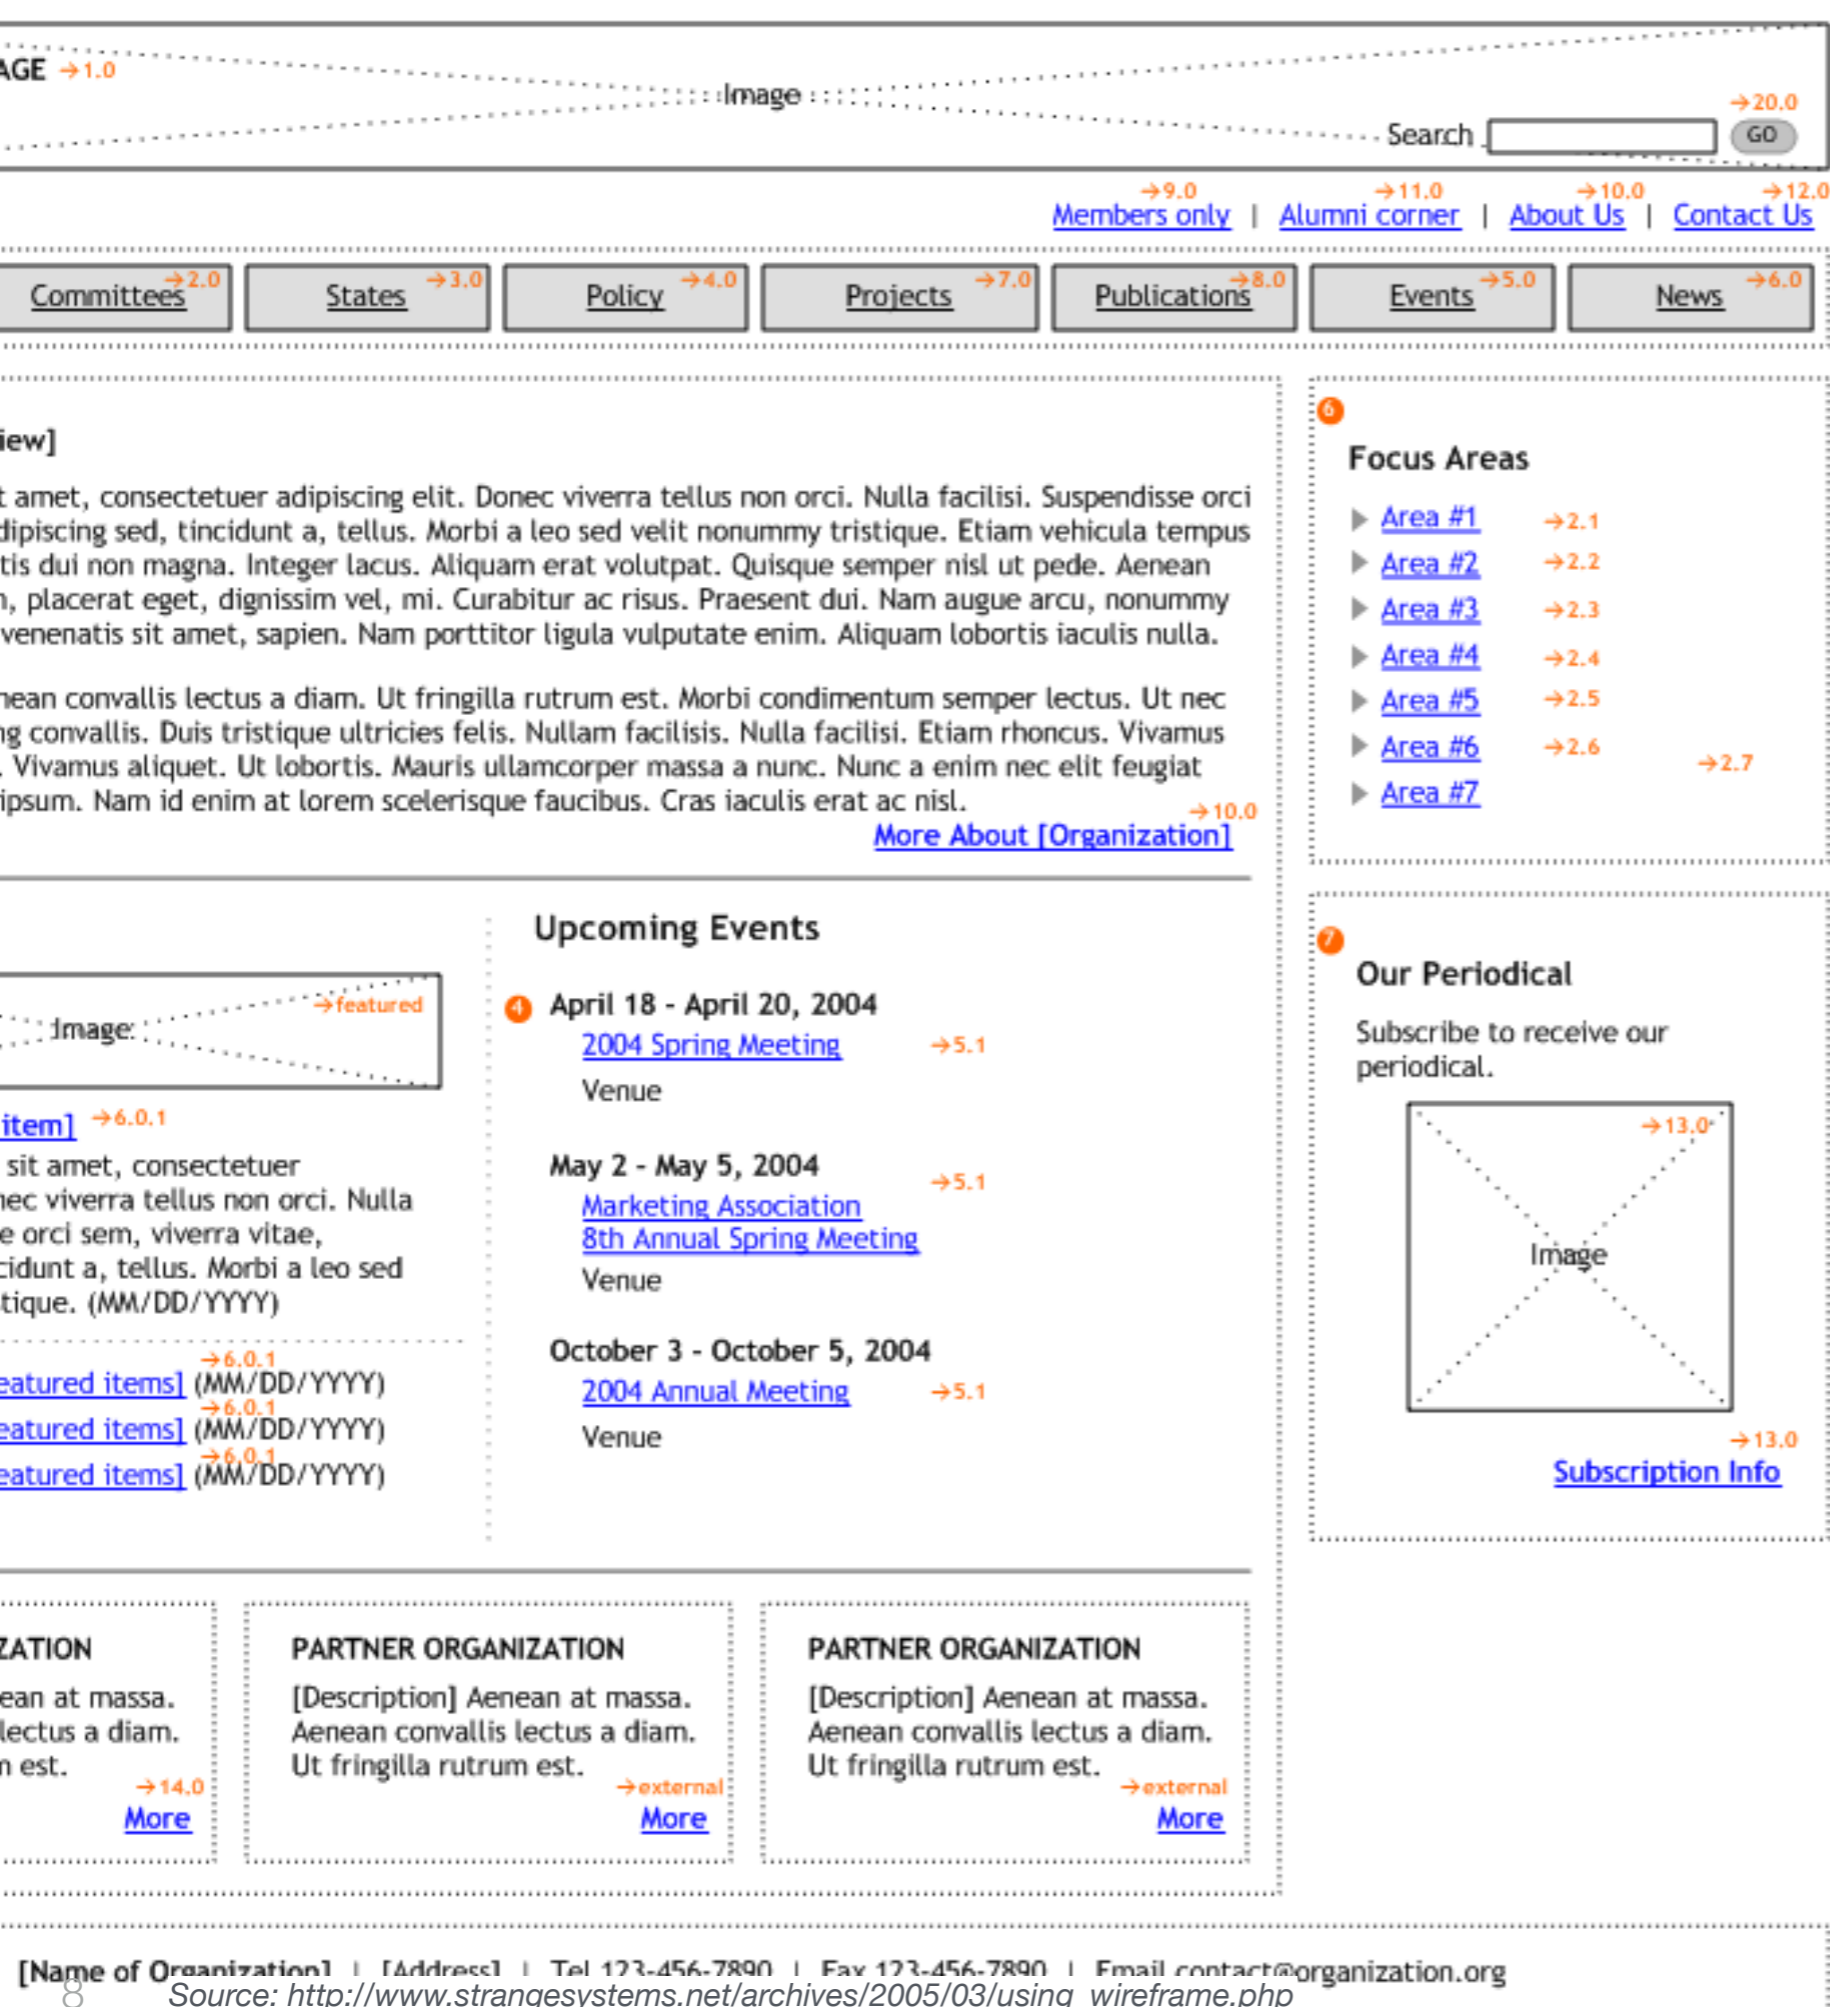 AGE →1.0
Image
→20.0
Search GO
→9.0 →11.0 →10.0 →12.0
Members only | Alumni corner | About Us | Contact Us
Committees →2.0 States →3.0 Policy →4.0 Projects →7.0 Publications →8.0 Events →5.0 News →6.0
iew]
t amet, consectetuer adipiscing elit. Donec viverra tellus non orci. Nulla facilisi. Suspendisse orci
dipiscing sed, tincidunt a, tellus. Morbi a leo sed velit nonummy tristique. Etiam vehicula tempus
tis dui non magna. Integer lacus. Aliquam erat volutpat. Quisque semper nisl ut pede. Aenean
, placerat eget, dignissim vel, mi. Curabitur ac risus. Praesent dui. Nam augue arcu, nonummy
venenatis sit amet, sapien. Nam porttitor ligula vulputate enim. Aliquam lobortis iaculis nulla.
nean convallis lectus a diam. Ut fringilla rutrum est. Morbi condimentum semper lectus. Ut nec
ng convallis. Duis tristique ultricies felis. Nullam facilisis. Nulla facilisi. Etiam rhoncus. Vivamus
. Vivamus aliquet. Ut lobortis. Mauris ullamcorper massa a nunc. Nunc a enim nec elit feugiat
ipsum. Nam id enim at lorem scelerisque faucibus. Cras iaculis erat ac nisl.
→10.0
More About [Organization]
6
Focus Areas
Area #1 →2.1
Area #2 →2.2
Area #3 →2.3
Area #4 →2.4
Area #5 →2.5
Area #6 →2.6
→2.7
Area #7
→featured
Image
item] →6.0.1
sit amet, consectetuer
nec viverra tellus non orci. Nulla
e orci sem, viverra vitae,
cidunt a, tellus. Morbi a leo sed
tique. (MM/DD/YYYY)
→6.0.1
eatured items] (MM/DD/YYYY)
→6.0.1
eatured items] (MM/DD/YYYY)
→6.0.1
eatured items] (MM/DD/YYYY)
Upcoming Events
4 April 18 - April 20, 2004
2004 Spring Meeting →5.1
Venue
May 2 - May 5, 2004
→5.1
Marketing Association
8th Annual Spring Meeting
Venue
October 3 - October 5, 2004
2004 Annual Meeting →5.1
Venue
7
Our Periodical
Subscribe to receive our
periodical.
→13.0
Image
→13.0
Subscription Info
ZATION
ean at massa.
lectus a diam.
est.
→14.0
More
PARTNER ORGANIZATION
[Description] Aenean at massa.
Aenean convallis lectus a diam.
Ut fringilla rutrum est.
→external
More
PARTNER ORGANIZATION
[Description] Aenean at massa.
Aenean convallis lectus a diam.
Ut fringilla rutrum est.
→external
More
[Name of Organization] | [Address] | Tel 123-456-7890 | Fax 123-456-7890 | Email contact@organization.org
8 Source: http://www.strangesystems.net/archives/2005/03/using_wireframe.php